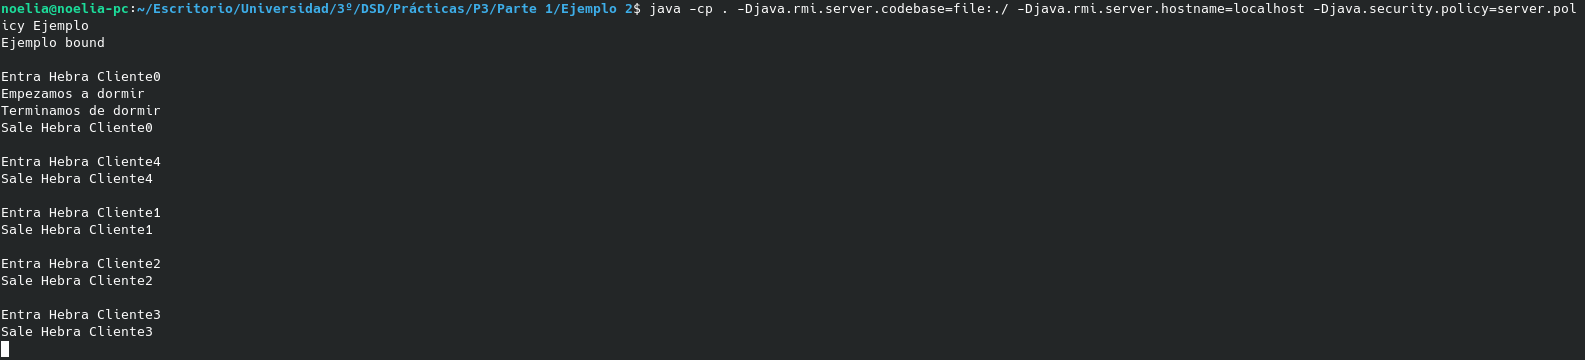 noelia@noelia-pc:~/Escritorio/Universidad/3º/DSD/Prácticas/P3/Parte 1/Ejemplo 2$ java -cp . -Djava.rmi.server.codebase=file:./ -Djava.rmi.server.hostname=localhost -Djava.security.policy=server.pol
icy Ejemplo
Ejemplo bound
Entra Hebra Cliente0
Empezamos a dormir
Terminamos de dormir
Sale Hebra Cliente0
Entra Hebra Cliente4
Sale Hebra Cliente4
Entra Hebra Cliente1
Sale Hebra Cliente1
Entra Hebra Cliente2
Sale Hebra Cliente2
Entra Hebra Cliente3
Sale Hebra Cliente3